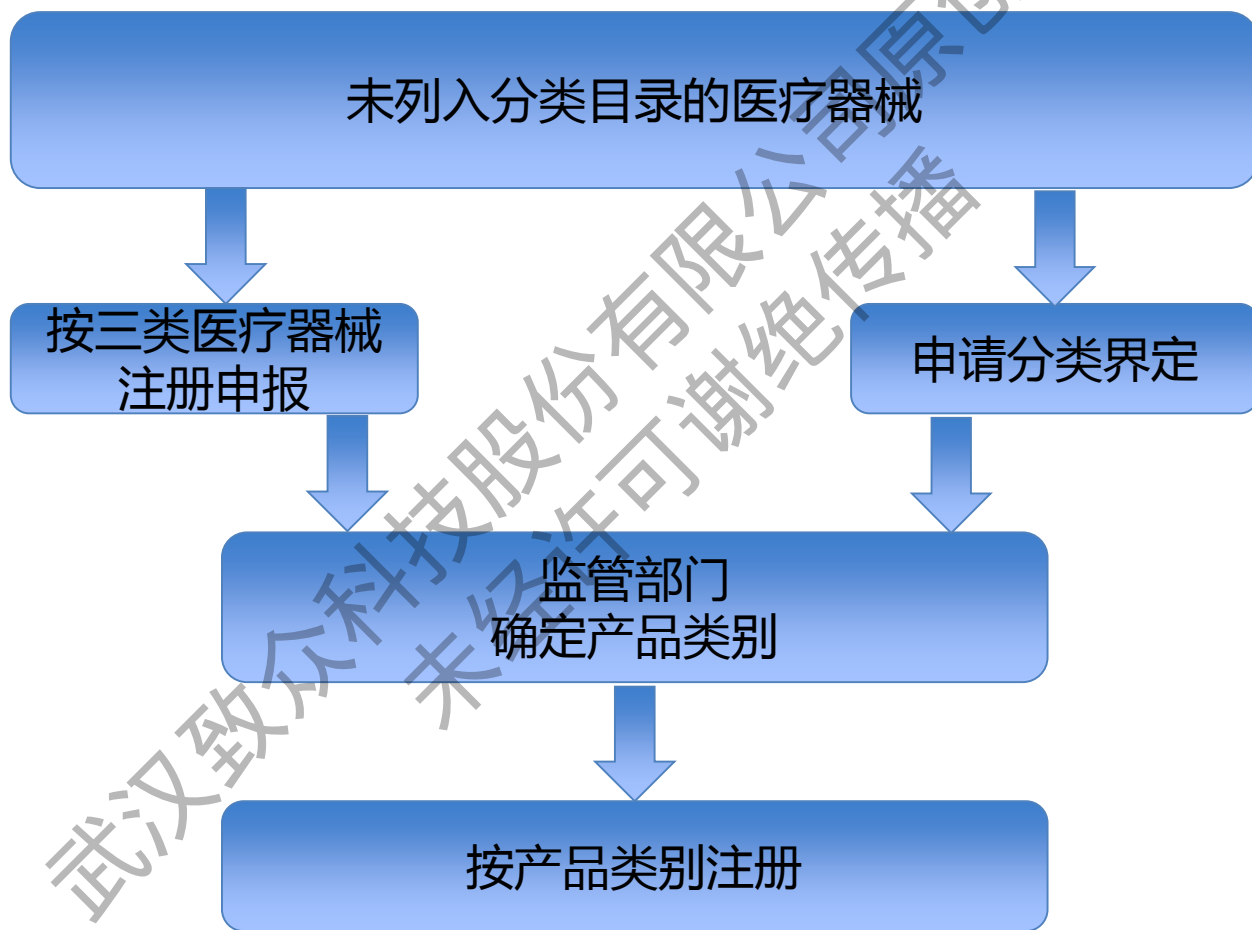 未列入分类目录的医疗器械
按三类医疗器械
注册申报
申请分类界定
监管部门
确定产品类别
按产品类别注册
武汉致众科技股份有限公司原创
未经许可谢绝传播